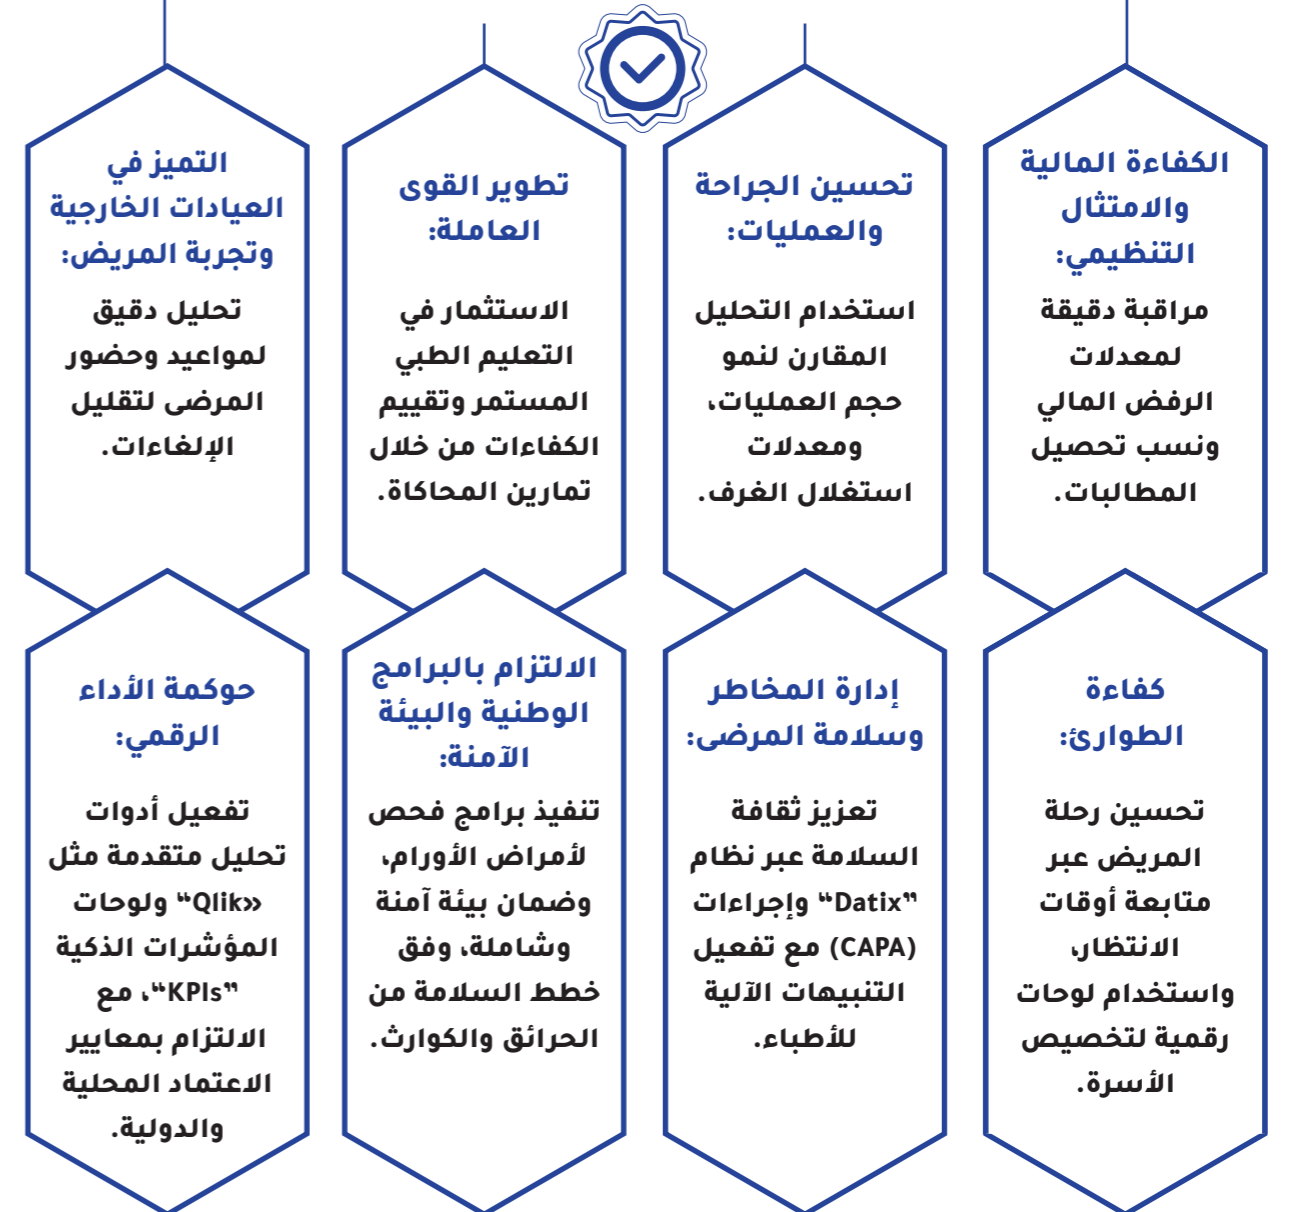 الكفاءة المالية
والامتثال
التنظيمي:
مراقبة دقيقة
لمعدلات
الرفض المالي
ونسب تحصيل
المطالبات.
تحسين الجراحة
والعمليات:
استخدام التحليل
المقارن لنمو
حجم العمليات،
ومعدلات
استغلال الغرف.
تطوير القوى
العاملة:
الاستثمار في
التعليم الطبي
المستمر وتقييم
الكفاءات من خلال
تمارين المحاكاة.
التميز في
العيادات الخارجية
وتجربة المريض:
تحليل دقيق
لمواعيد وحضور
المرضى لتقليل
الإلغاءات.
كفاءة
الطوارئ:
تحسين رحلة
المريض عبر
متابعة أوقات
الانتظار،
واستخدام لوحات
رقمية لتخصيص
الأسرة.
إدارة المخاطر
وسلامة المرضى:
تعزيز ثقافة
السلامة عبر نظام
”Datix“ وإجراءات
(CAPA) مع تفعيل
التنبيهات الآلية
للأطباء.
الالتزام بالبرامج
الوطنية والبيئة
الآمنة:
تنفيذ برامج فحص
لأمراض الأورام،
وضمان بيئة آمنة
وشاملة، وفق
خطط السلامة من
الحرائق والكوارث.
حوكمة الأداء
الرقمي:
تفعيل أدوات
تحليل متقدمة مثل
«Qlik“ ولوحات
المؤشرات الذكية
”KPIs“، مع
الالتزام بمعايير
الاعتماد المحلية
والدولية.